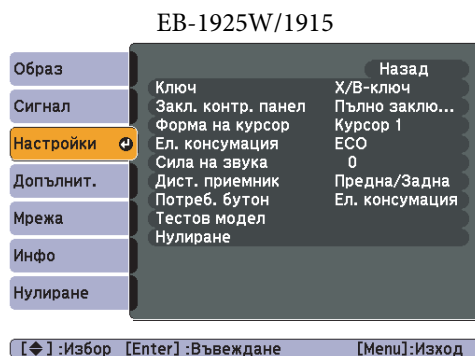 EB-1925W/1915
Образ
Сигнал
Настройки
Допълнит.
Мрежа
Инфо
Нулиране
Назад
Ключ Х/В-ключ
Закл. контр. панел Пълно заклю...
Форма на курсор Курсор 1
Ел. консумация ECO
Сила на звука 0
Дист. приемник Предна/Задна
Потреб. бутон Ел. консумация
Тестов модел
Нулиране
[◆] :Избор [Enter] :Въвеждане [Menu]:Изход